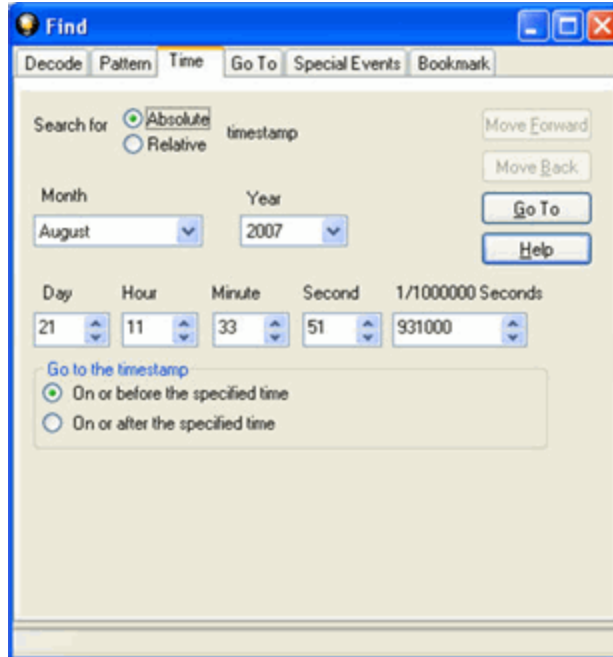 Find
Decode Pattern Time Go To Special Events Bookmark
Search for Absolute timestamp Move Forward
Relative
Move Back
Month Year Go To
August 2007
Help
Day Hour Minute Second 1/1000000 Seconds
21 11 33 51 931000
Go to the timestamp
On or before the specified time
On or after the specified time